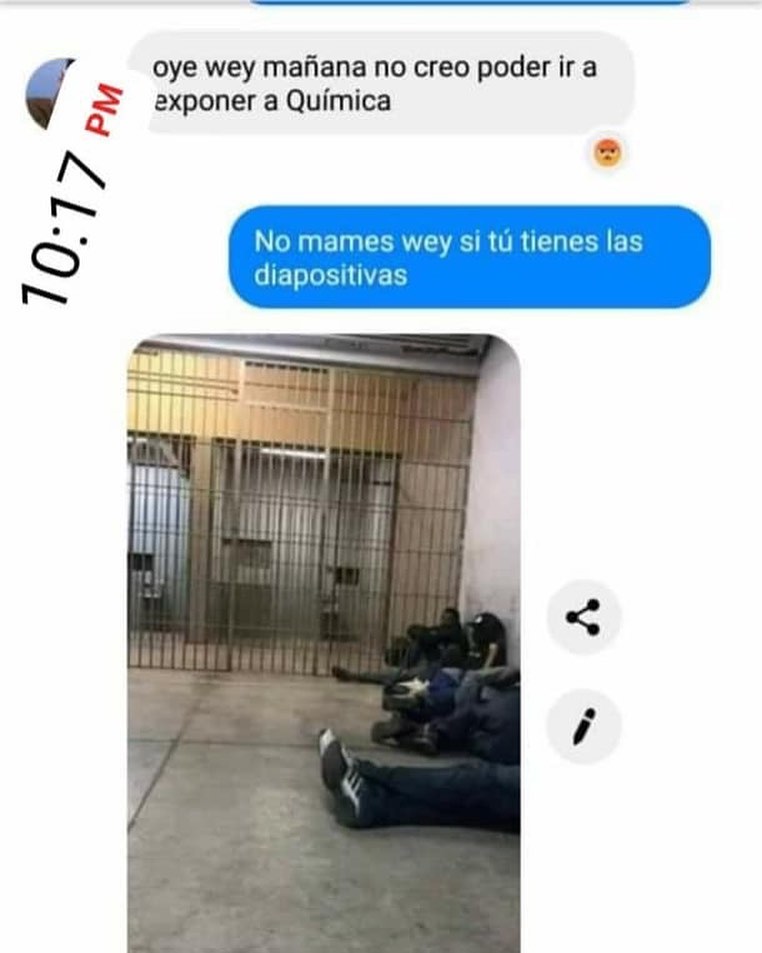 oye wey mañana no creo poder ir a
exponer a Química
10:17 PM
No mames wey si tú tienes las
diapositivas